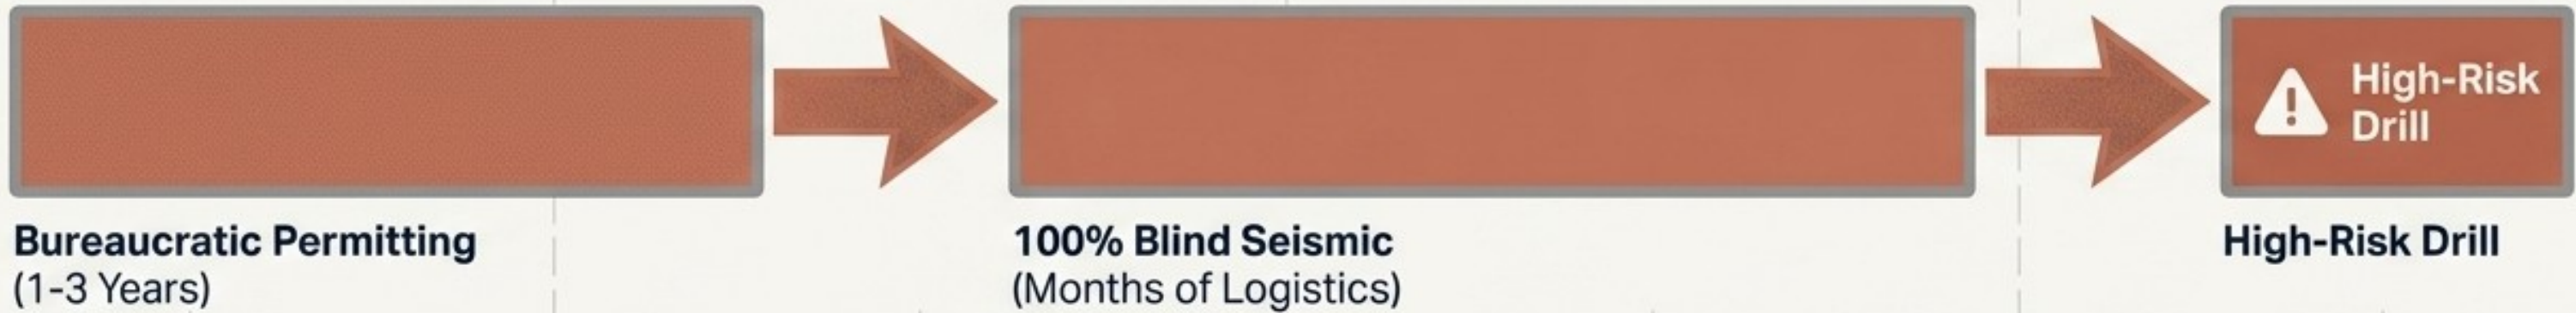 High-Risk
Drill
Bureaucratic Permitting
(1-3 Years)
100% Blind Seismic
(Months of Logistics)
High-Risk Drill